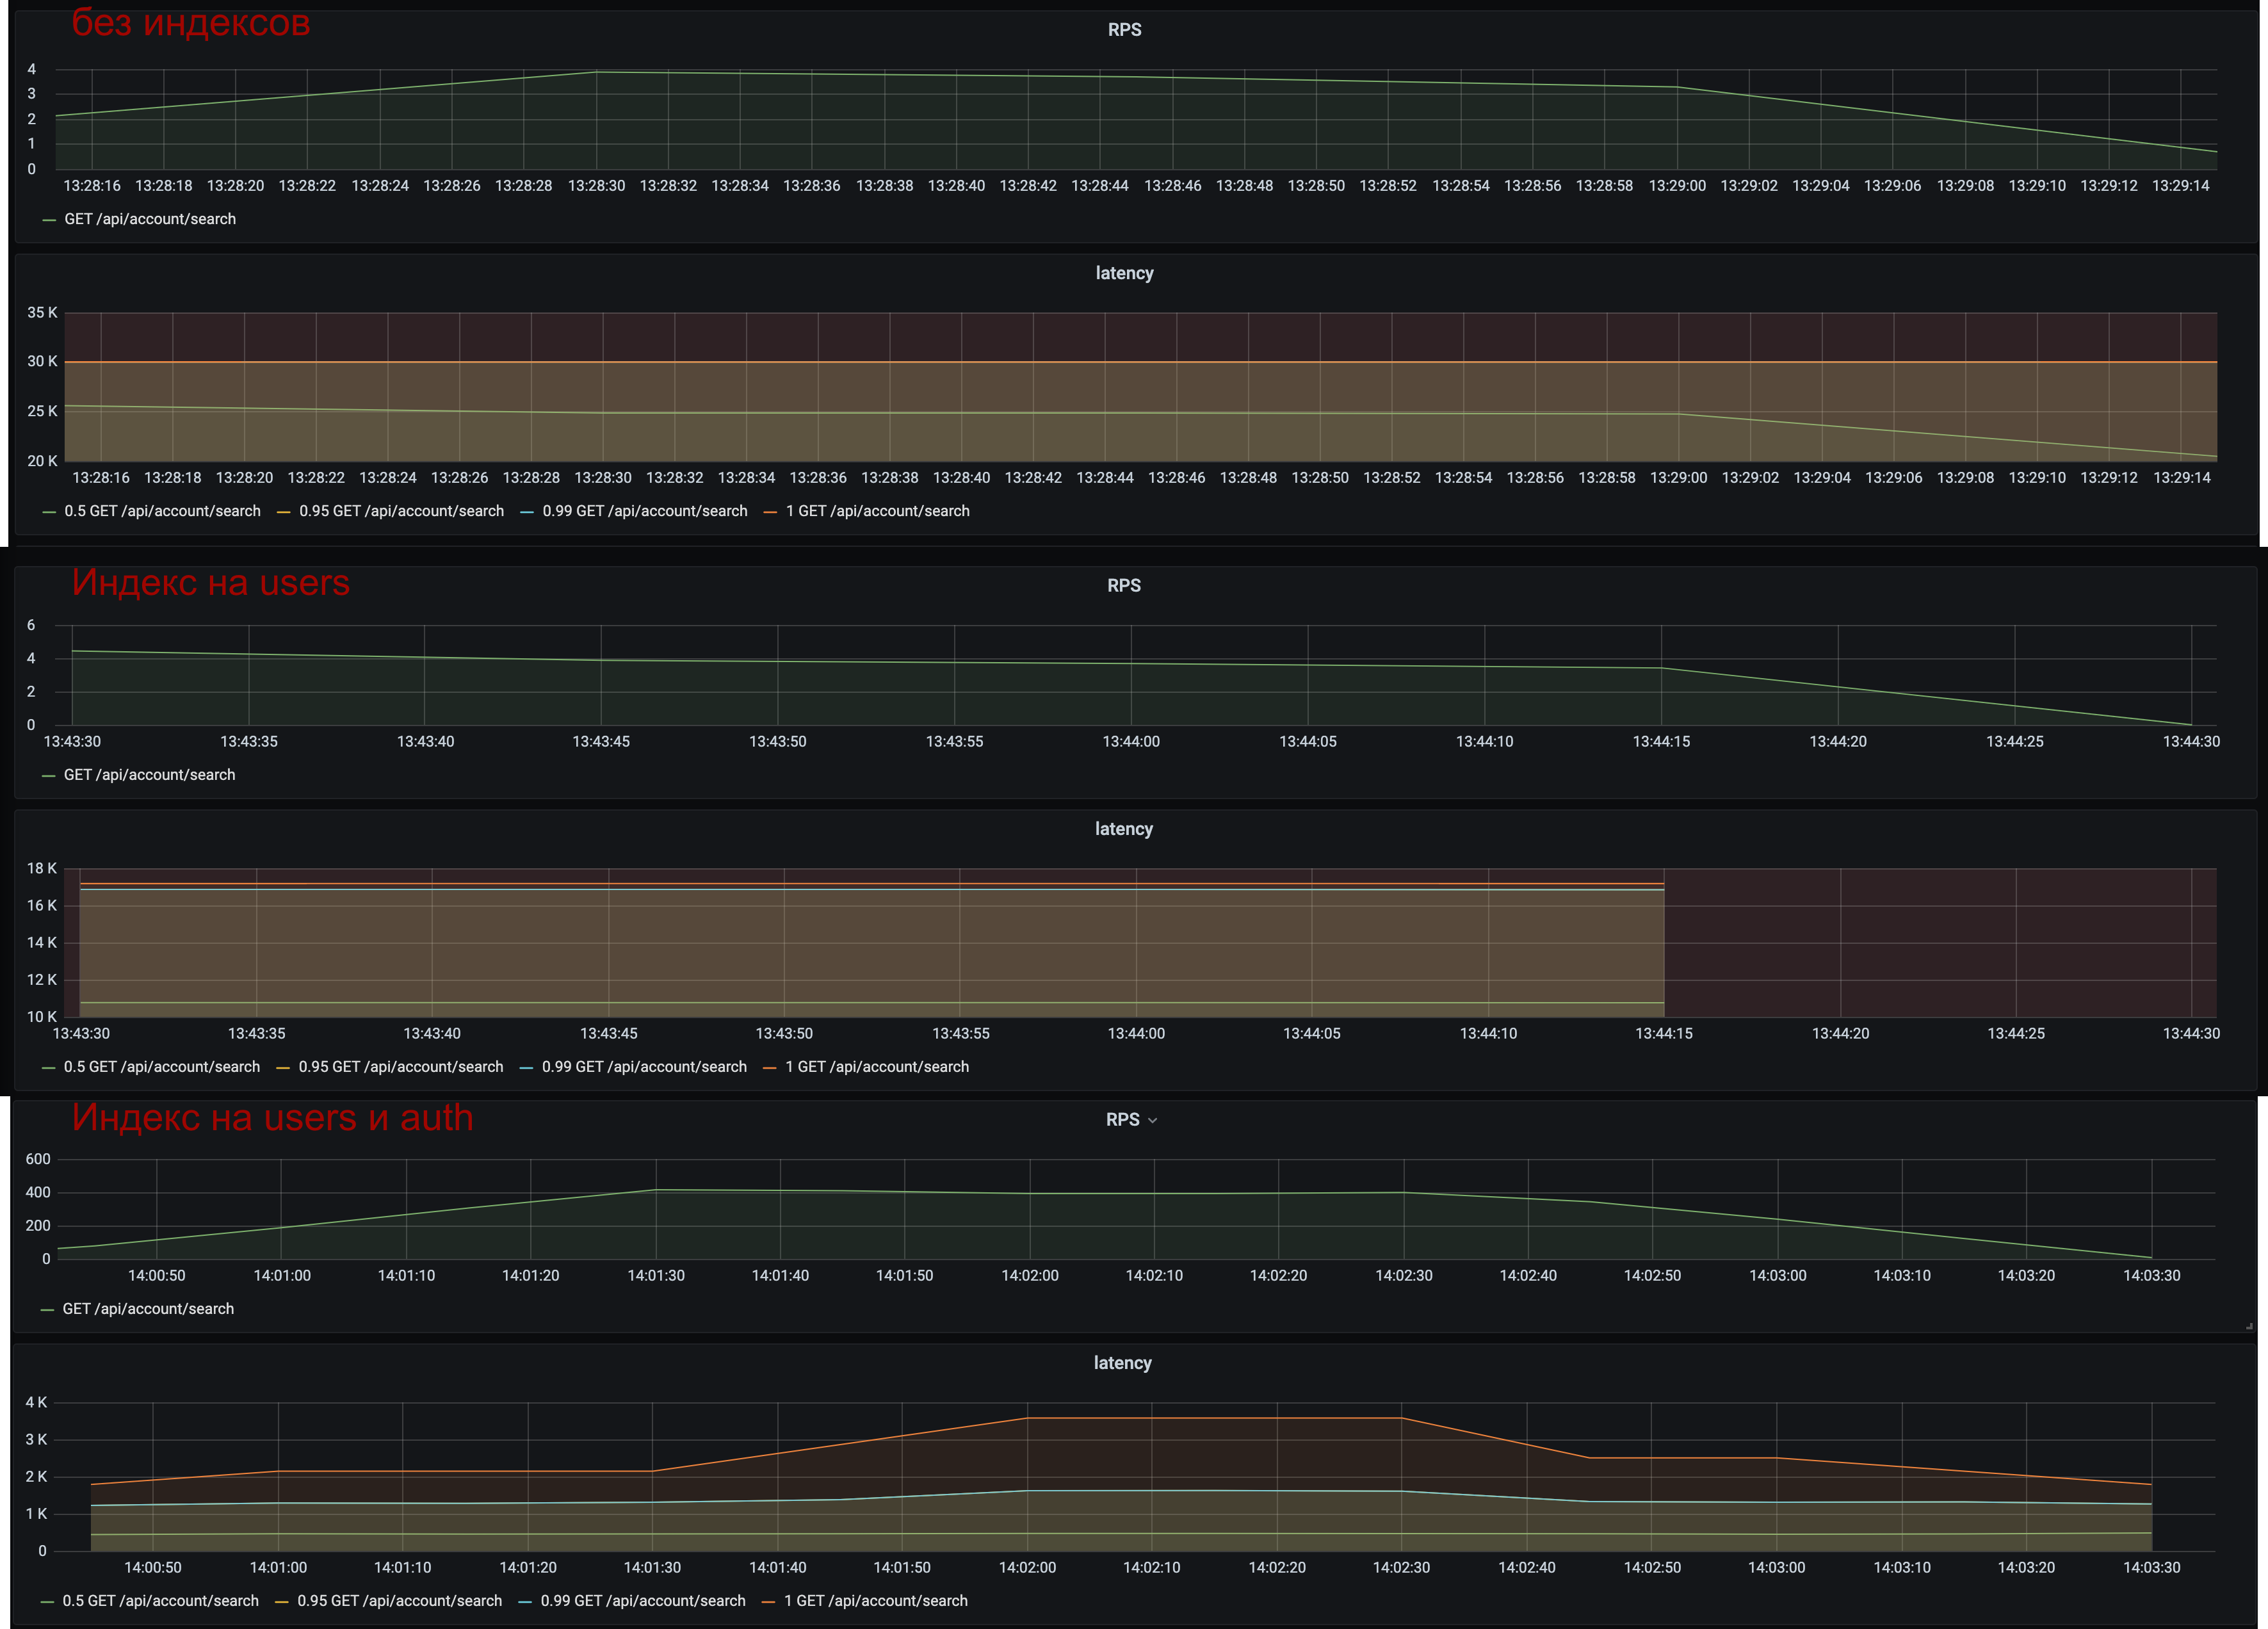 без индексов
RPS
4
3
2
1
0
13:28:16 13:28:18 13:28:20 13:28:22 13:28:24 13:28:26 13:28:28 13:28:30 13:28:32 13:28:34 13:28:36 13:28:38 13:28:40 13:28:42 13:28:44 13:28:46 13:28:48 13:28:50 13:28:52 13:28:54 13:28:56 13:28:58 13:29:00 13:29:02 13:29:04 13:29:06 13:29:08 13:29:10 13:29:12 13:29:14
GET /api/account/search
latency
35 K
30 K
25 K
20 K
13:28:16 13:28:18 13:28:20 13:28:22 13:28:24 13:28:26 13:28:28 13:28:30 13:28:32 13:28:34 13:28:36 13:28:38 13:28:40 13:28:42 13:28:44 13:28:46 13:28:48 13:28:50 13:28:52 13:28:54 13:28:56 13:28:58 13:29:00 13:29:02 13:29:04 13:29:06 13:29:08 13:29:10 13:29:12 13:29:14
0.5 GET /api/account/search 0.95 GET /api/account/search 0.99 GET /api/account/search 1 GET /api/account/search
Индекс на users
RPS
6
4
2
0
13:43:30 13:43:35 13:43:40 13:43:45 13:43:50 13:43:55 13:44:00 13:44:05 13:44:10 13:44:15 13:44:20 13:44:25 13:44:30
GET /api/account/search
latency
18 K
16 K
14 K
12 K
10 K
13:43:30 13:43:35 13:43:40 13:43:45 13:43:50 13:43:55 13:44:00 13:44:05 13:44:10 13:44:15 13:44:20 13:44:25 13:44:30
0.5 GET /api/account/search 0.95 GET /api/account/search 0.99 GET /api/account/search 1 GET /api/account/search
Индекс на users и auth
RPS
600
400
200
0
14:00:50 14:01:00 14:01:10 14:01:20 14:01:30 14:01:40 14:01:50 14:02:00 14:02:10 14:02:20 14:02:30 14:02:40 14:02:50 14:03:00 14:03:10 14:03:20 14:03:30
GET /api/account/search
latency
4 K
3 K
2 K
1 K
0
14:00:50 14:01:00 14:01:10 14:01:20 14:01:30 14:01:40 14:01:50 14:02:00 14:02:10 14:02:20 14:02:30 14:02:40 14:02:50 14:03:00 14:03:10 14:03:20 14:03:30
0.5 GET /api/account/search 0.95 GET /api/account/search 0.99 GET /api/account/search 1 GET /api/account/search